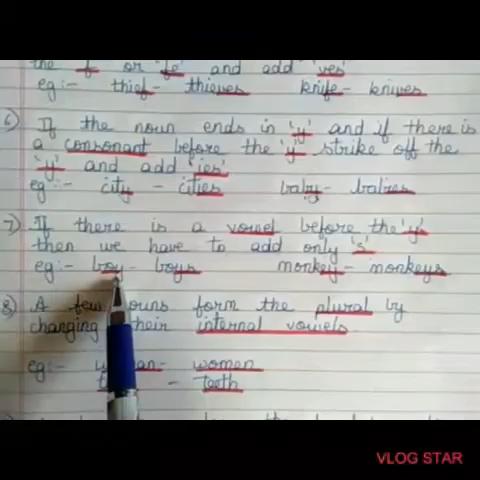 the f or fe and add 'ves'
eg:- thief - thieves knife - knives
6) If the noun ends in 'y' and if there is
a consonant before the 'y' strike off the
'y' and add 'ies'
eg:- city - cities baby - babies
7) If there is a vowel before the 'y'
then we have to add only 's'
eg:- boy - boys monkey - monkeys
8) A few nouns form the plural by
changing their internal vowels
eg:- women
- teeth
VLOG STAR